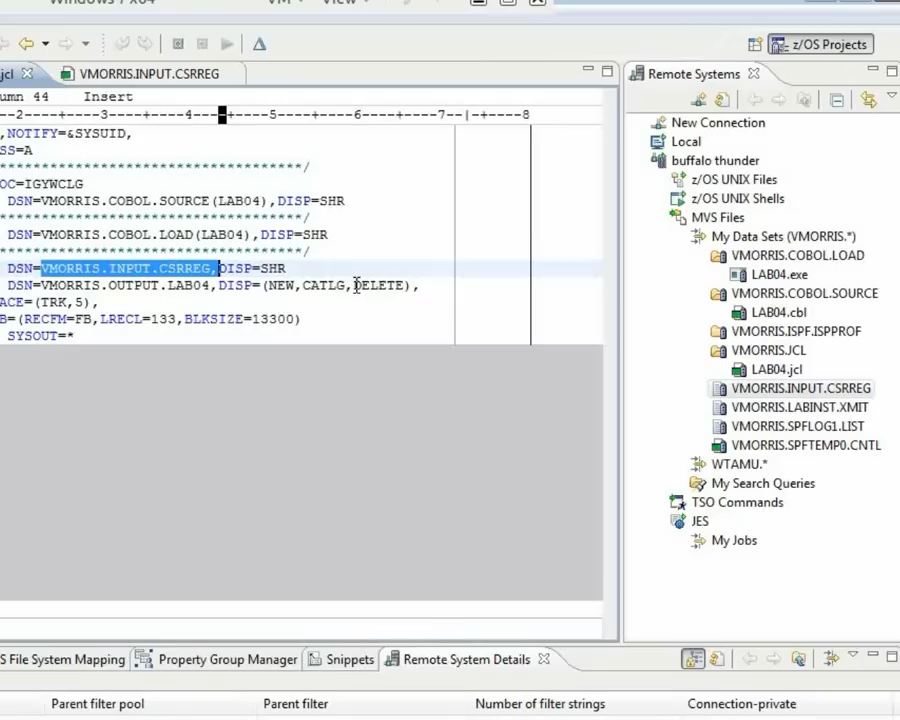 Windows 7 x64 VM View
z/OS Projects
jcl VMORRIS.INPUT.CSRREG
umn 44 Insert
--2----+----3----+----4----+----5----+----6----+----7--|-+----8
,NOTIFY=&SYSUID,
SS=A
************************************/
OC=IGYWCLG
DSN=VMORRIS.COBOL.SOURCE(LAB04),DISP=SHR
************************************/
DSN=VMORRIS.COBOL.LOAD(LAB04),DISP=SHR
************************************/
DSN=VMORRIS.INPUT.CSRREG,DISP=SHR
DSN=VMORRIS.OUTPUT.LAB04,DISP=(NEW,CATLG,DELETE),
ACE=(TRK,5),
B=(RECFM=FB,LRECL=133,BLKSIZE=13300)
SYSOUT=*
Remote Systems
New Connection
Local
buffalo thunder
z/OS UNIX Files
z/OS UNIX Shells
MVS Files
My Data Sets (VMORRIS.*)
VMORRIS.COBOL.LOAD
LAB04.exe
VMORRIS.COBOL.SOURCE
LAB04.cbl
VMORRIS.ISPF.ISPPROF
VMORRIS.JCL
LAB04.jcl
VMORRIS.INPUT.CSRREG
VMORRIS.LABINST.XMIT
VMORRIS.SPFLOG1.LIST
VMORRIS.SPFTEMP0.CNTL
WTAMU.*
My Search Queries
TSO Commands
JES
My Jobs
S File System Mapping Property Group Manager Snippets Remote System Details
Parent filter pool Parent filter Number of filter strings Connection-private